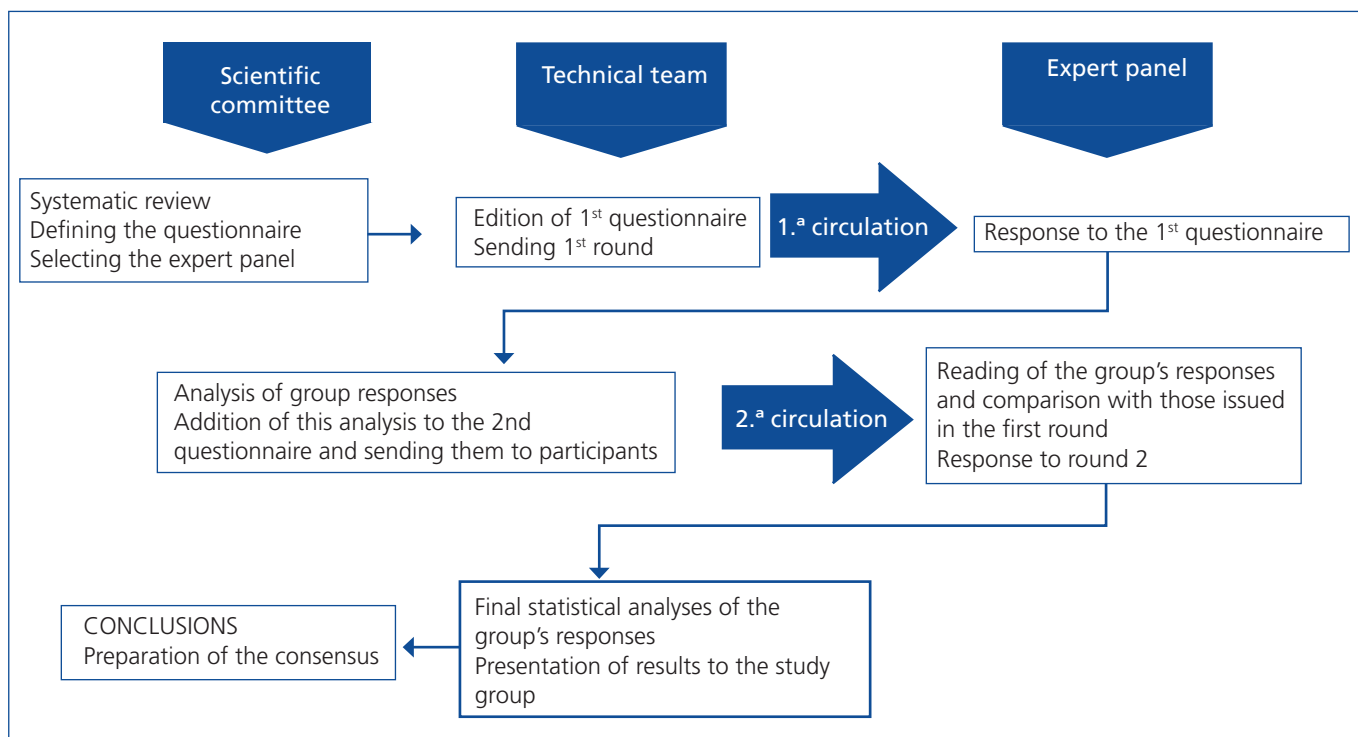 Scientific
committee
Technical team
Expert panel
Systematic review
Defining the questionnaire
Selecting the expert panel
Edition of 1st questionnaire
Sending 1st round
1.ª circulation
Response to the 1st questionnaire
Analysis of group responses
Addition of this analysis to the 2nd
questionnaire and sending them to participants
2.ª circulation
Reading of the group’s responses
and comparison with those issued
in the first round
Response to round 2
Final statistical analyses of the
group’s responses
Presentation of results to the study
group
CONCLUSIONS
Preparation of the consensus